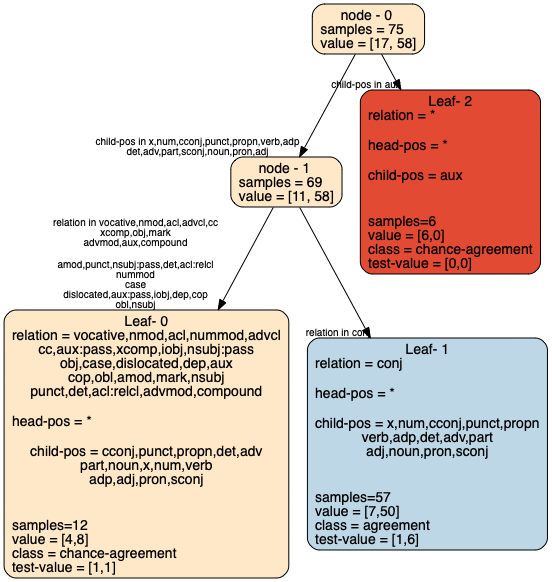 node - 0
samples = 75
value = [17, 58]
child-pos in aux
Leaf- 2
relation = *
head-pos = *
child-pos = aux
samples=6
value = [6,0]
class = chance-agreement
test-value = [0,0]
child-pos in x,num,cconj,punct,propn,verb,adp
det,adv,part,sconj,noun,pron,adj
node - 1
samples = 69
value = [11, 58]
relation in vocative,nmod,acl,advcl,cc
xcomp,obj,mark
advmod,aux,compound
amod,punct,nsubj:pass,det,acl:relcl
nummod
case
dislocated,aux:pass,iobj,dep,cop
obl,nsubj
Leaf- 0
relation = vocative,nmod,acl,nummod,advcl
cc,aux:pass,xcomp,iobj,nsubj:pass
obj,case,dislocated,dep,aux
cop,obl,amod,mark,nsubj
punct,det,acl:relcl,advmod,compound
head-pos = *
child-pos = cconj,punct,propn,det,adv
part,noun,x,num,verb
adp,adj,pron,sconj
samples=12
value = [4,8]
class = chance-agreement
test-value = [1,1]
relation in conj
Leaf- 1
relation = conj
head-pos = *
child-pos = x,num,cconj,punct,propn
verb,adp,det,adv,part
adj,noun,pron,sconj
samples=57
value = [7,50]
class = agreement
test-value = [1,6]